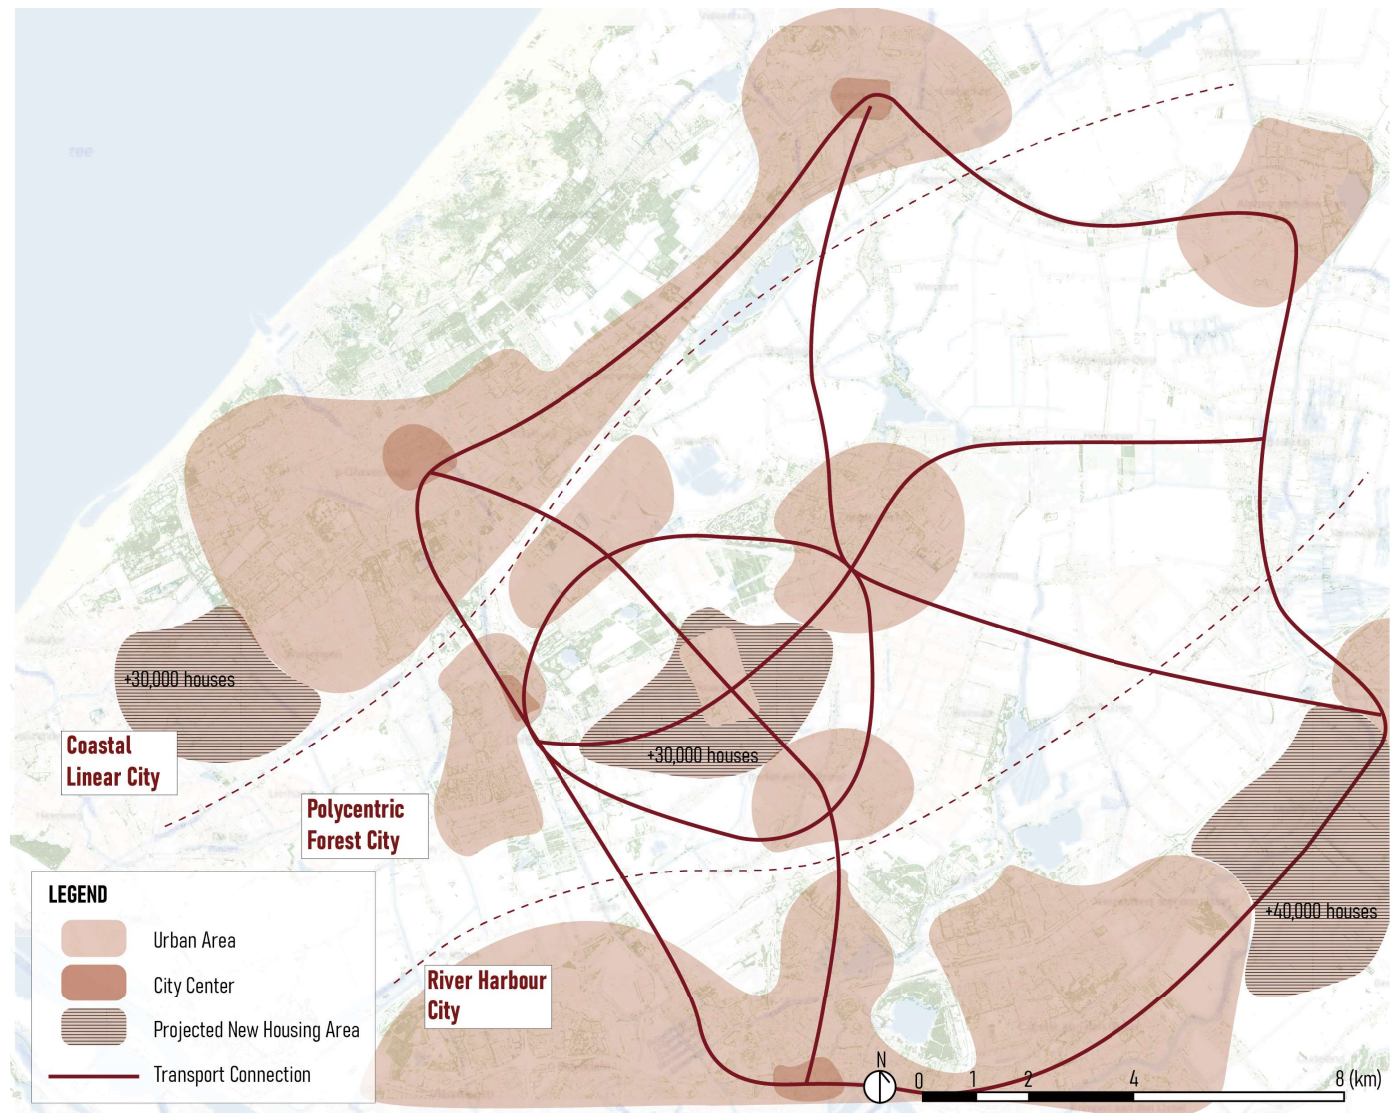 zee
+30,000 houses
Coastal
Linear City
+30,000 houses
Polycentric
Forest City
+40,000 houses
River Harbour
City
LEGEND
Urban Area
City Center
Projected New Housing Area
Transport Connection
N
0 1 2 4 8 (km)